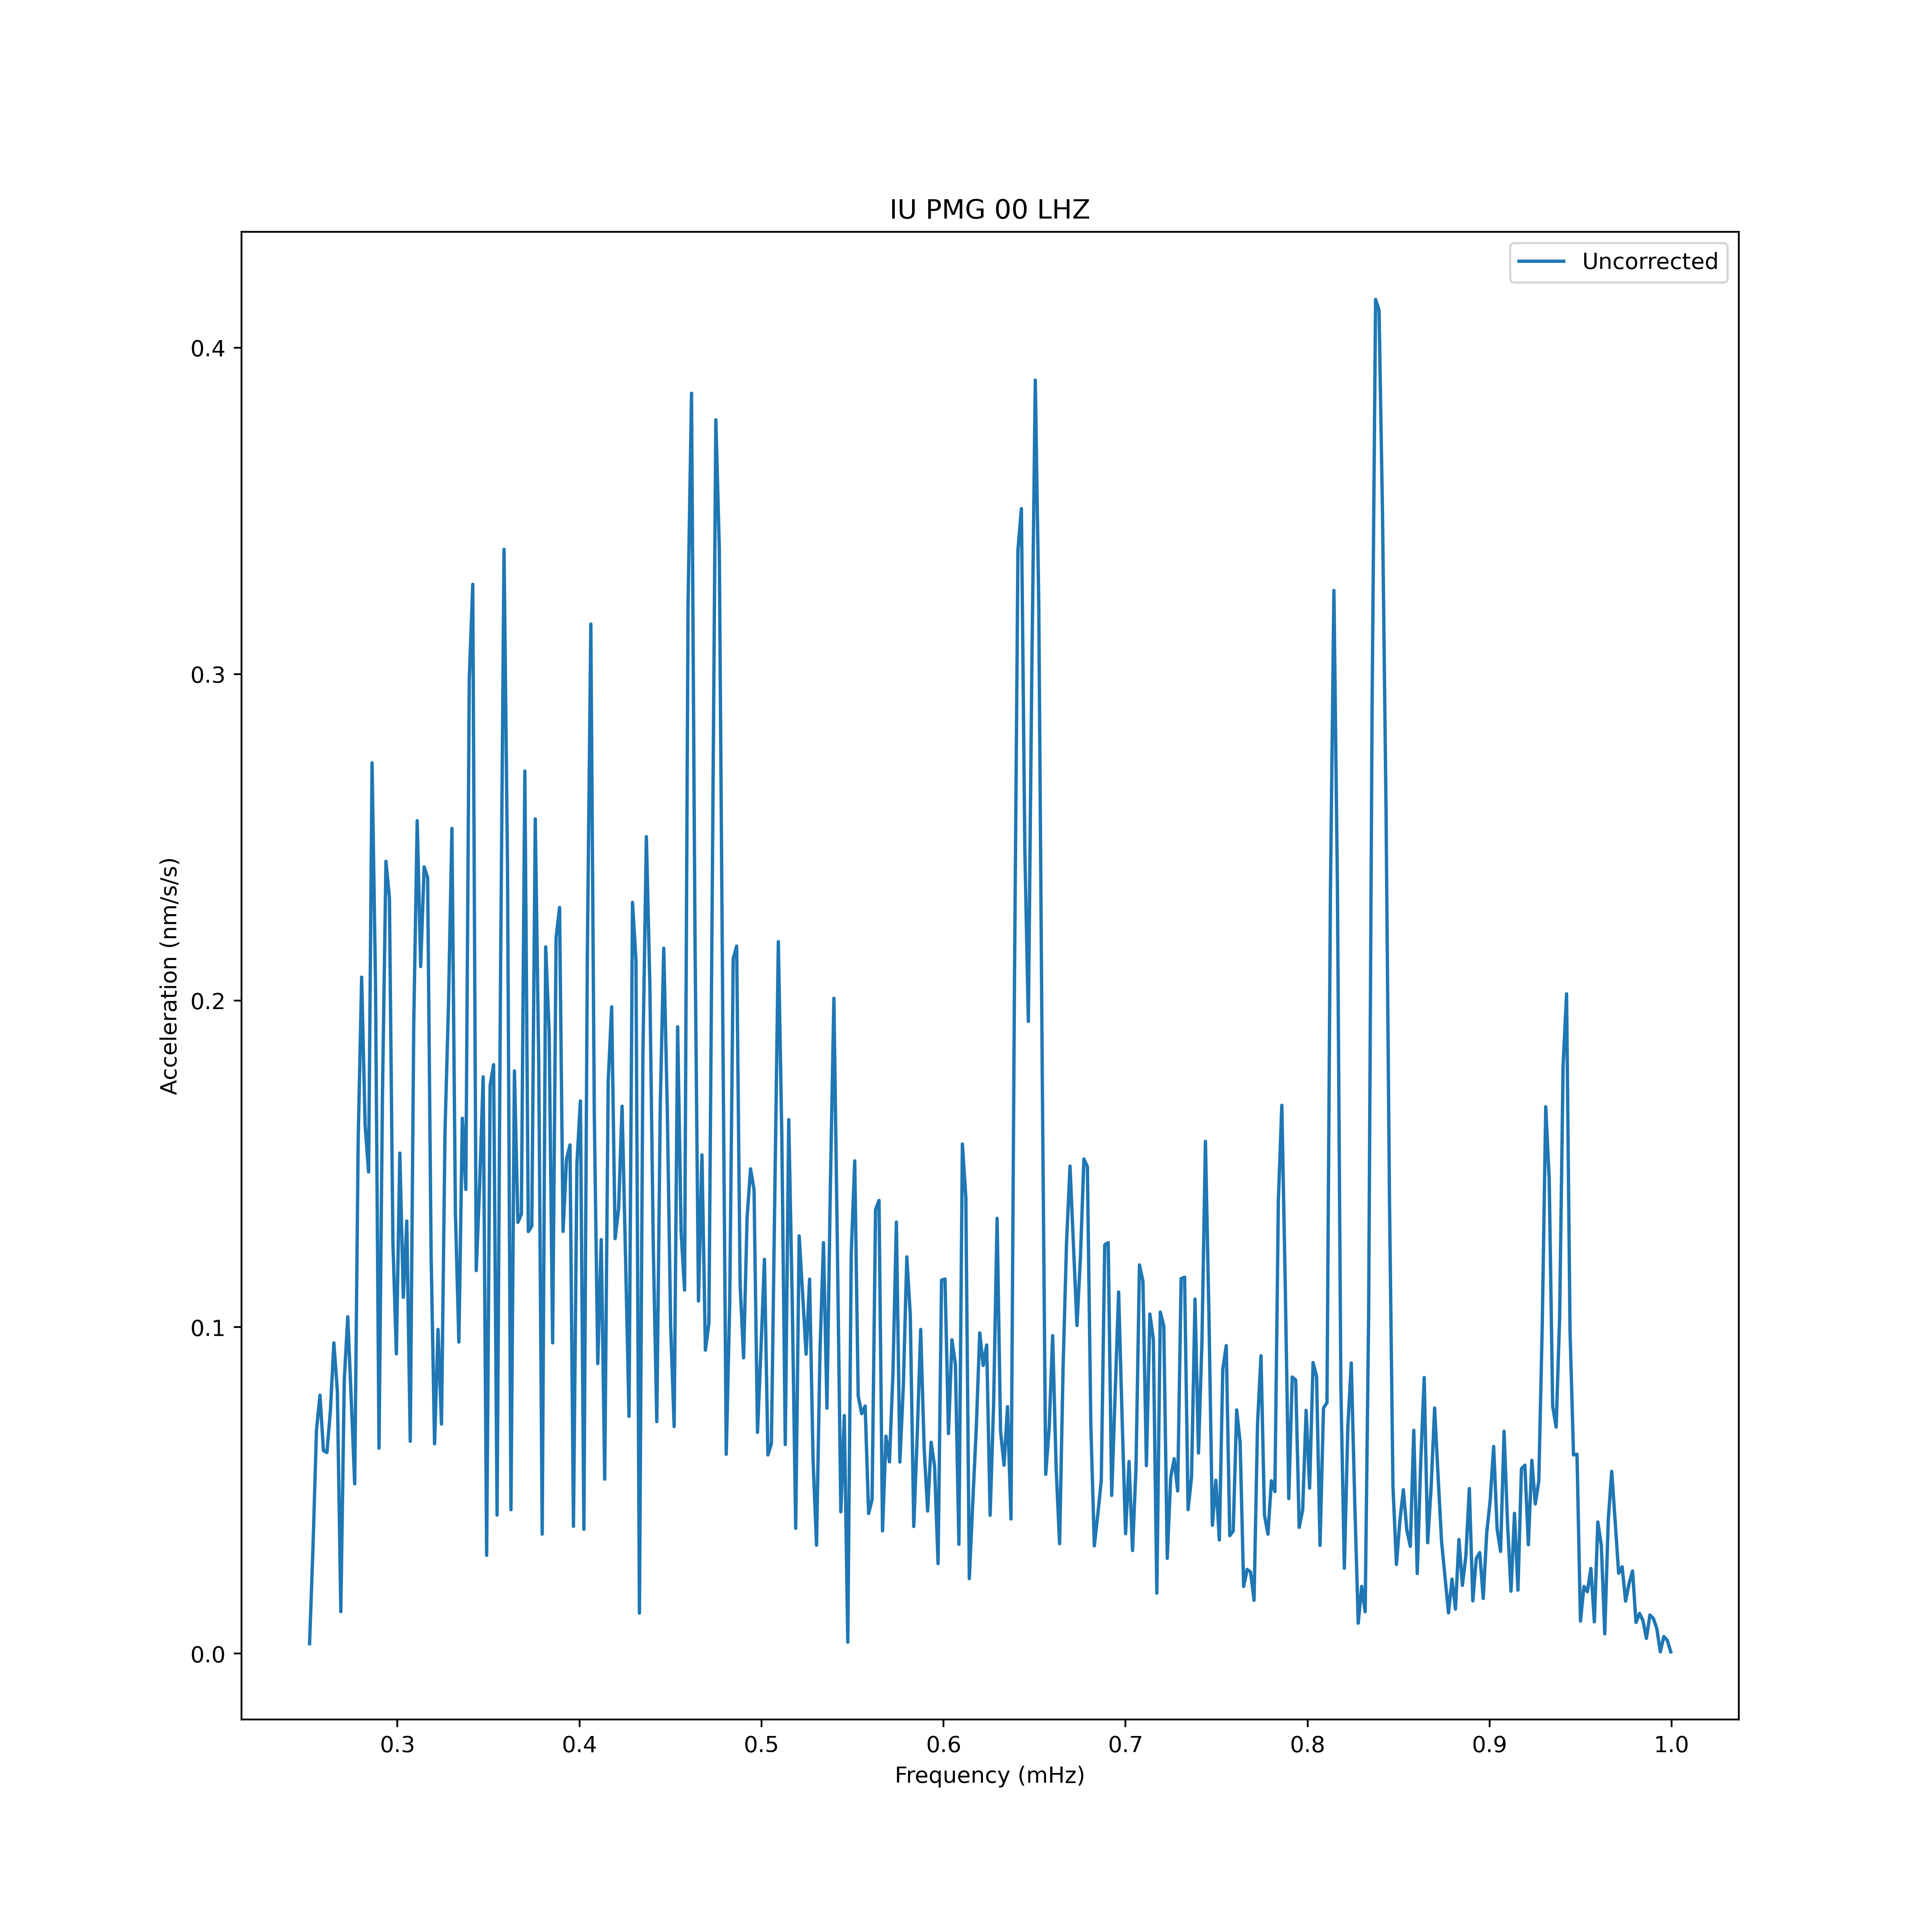 IU PMG 00 LHZ
Uncorrected
Acceleration (nm/s/s)
0.4
0.3
0.2
0.1
0.0
0.3 0.4 0.5 0.6 0.7 0.8 0.9 1.0
Frequency (mHz)